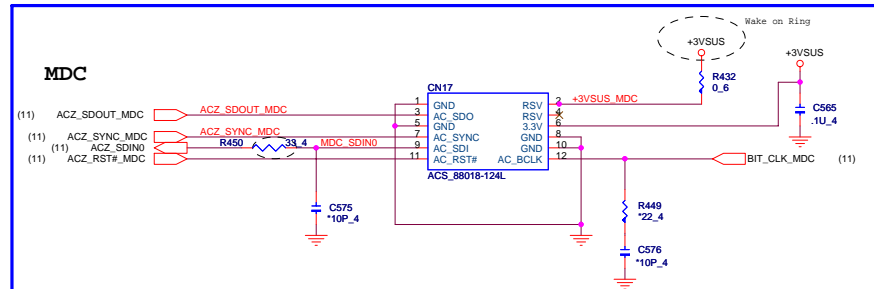 Wake on Ring
+3VSUS
+3VSUS
MDC
R432
0_6
CN17
+3VSUS_MDC
C565
.1U_4
1 GND RSV 2
(11) ACZ_SDOUT_MDC ACZ_SDOUT_MDC 3 AC_SDO RSV 4
5 GND 3.3V 6
(11) ACZ_SYNC_MDC ACZ_SYNC_MDC 7 AC_SYNC GND 8
(11) ACZ_SDIN0 R450 33_4 MDC_SDIN0 9 AC_SDI GND 10
(11) ACZ_RST#_MDC 11 AC_RST# AC_BCLK 12 BIT_CLK_MDC (11)
ACS_88018-124L
C575
*10P_4
R449
*22_4
C576
*10P_4